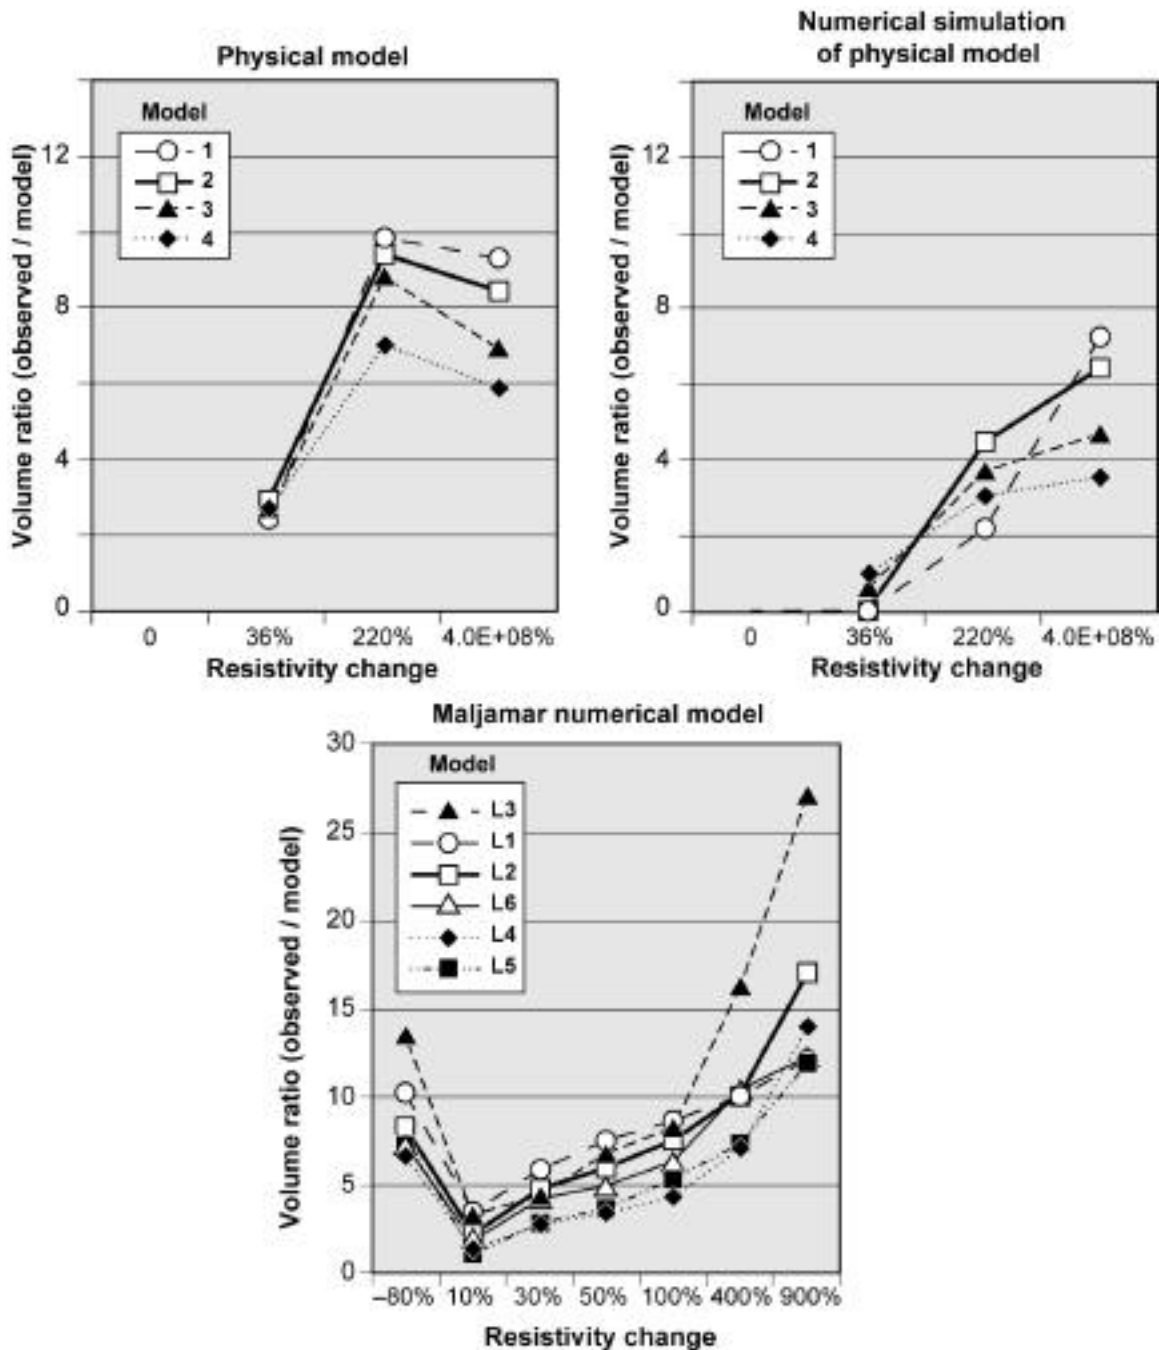 Physical model
Model
1
2
3
4
12
8
4
0
Volume ratio (observed / model)
0 36% 220% 4.0E+08%
Resistivity change
Numerical simulation
of physical model
Model
1
2
3
4
12
8
4
0
Volume ratio (observed / model)
0 36% 220% 4.0E+08%
Resistivity change
Maljamar numerical model
Model
L3
L1
L2
L6
L4
L5
30
25
20
15
10
5
0
Volume ratio (observed / model)
–80% 10% 30% 50% 100% 400% 900%
Resistivity change